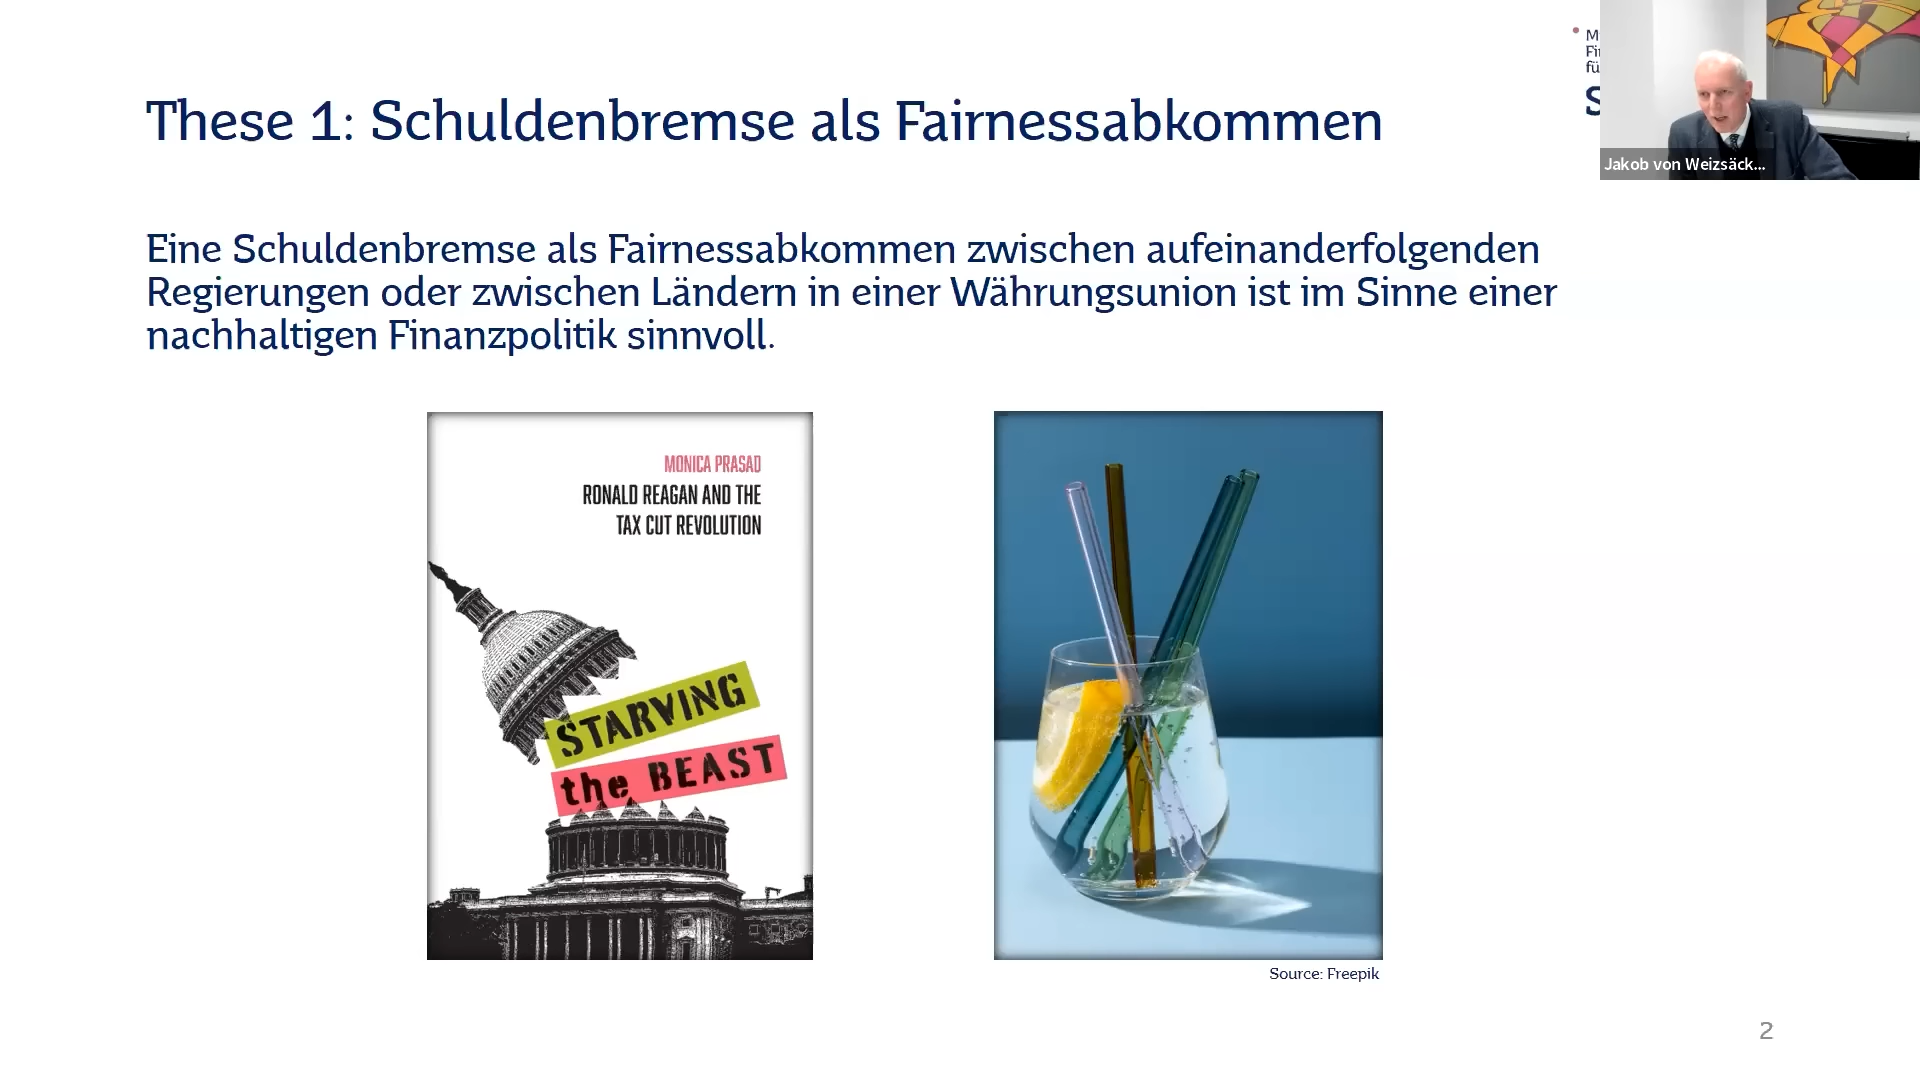 These 1: Schuldenbremse als Fairnessabkommen
Jakob von Weizsäck...
Eine Schuldenbremse als Fairnessabkommen zwischen aufeinanderfolgenden
Regierungen oder zwischen Ländern in einer Währungsunion ist im Sinne einer
nachhaltigen Finanzpolitik sinnvoll.
MONICA PRASAD
RONALD REAGAN AND THE
TAX CUT REVOLUTION
STARVING
the BEAST
Source: Freepik
2